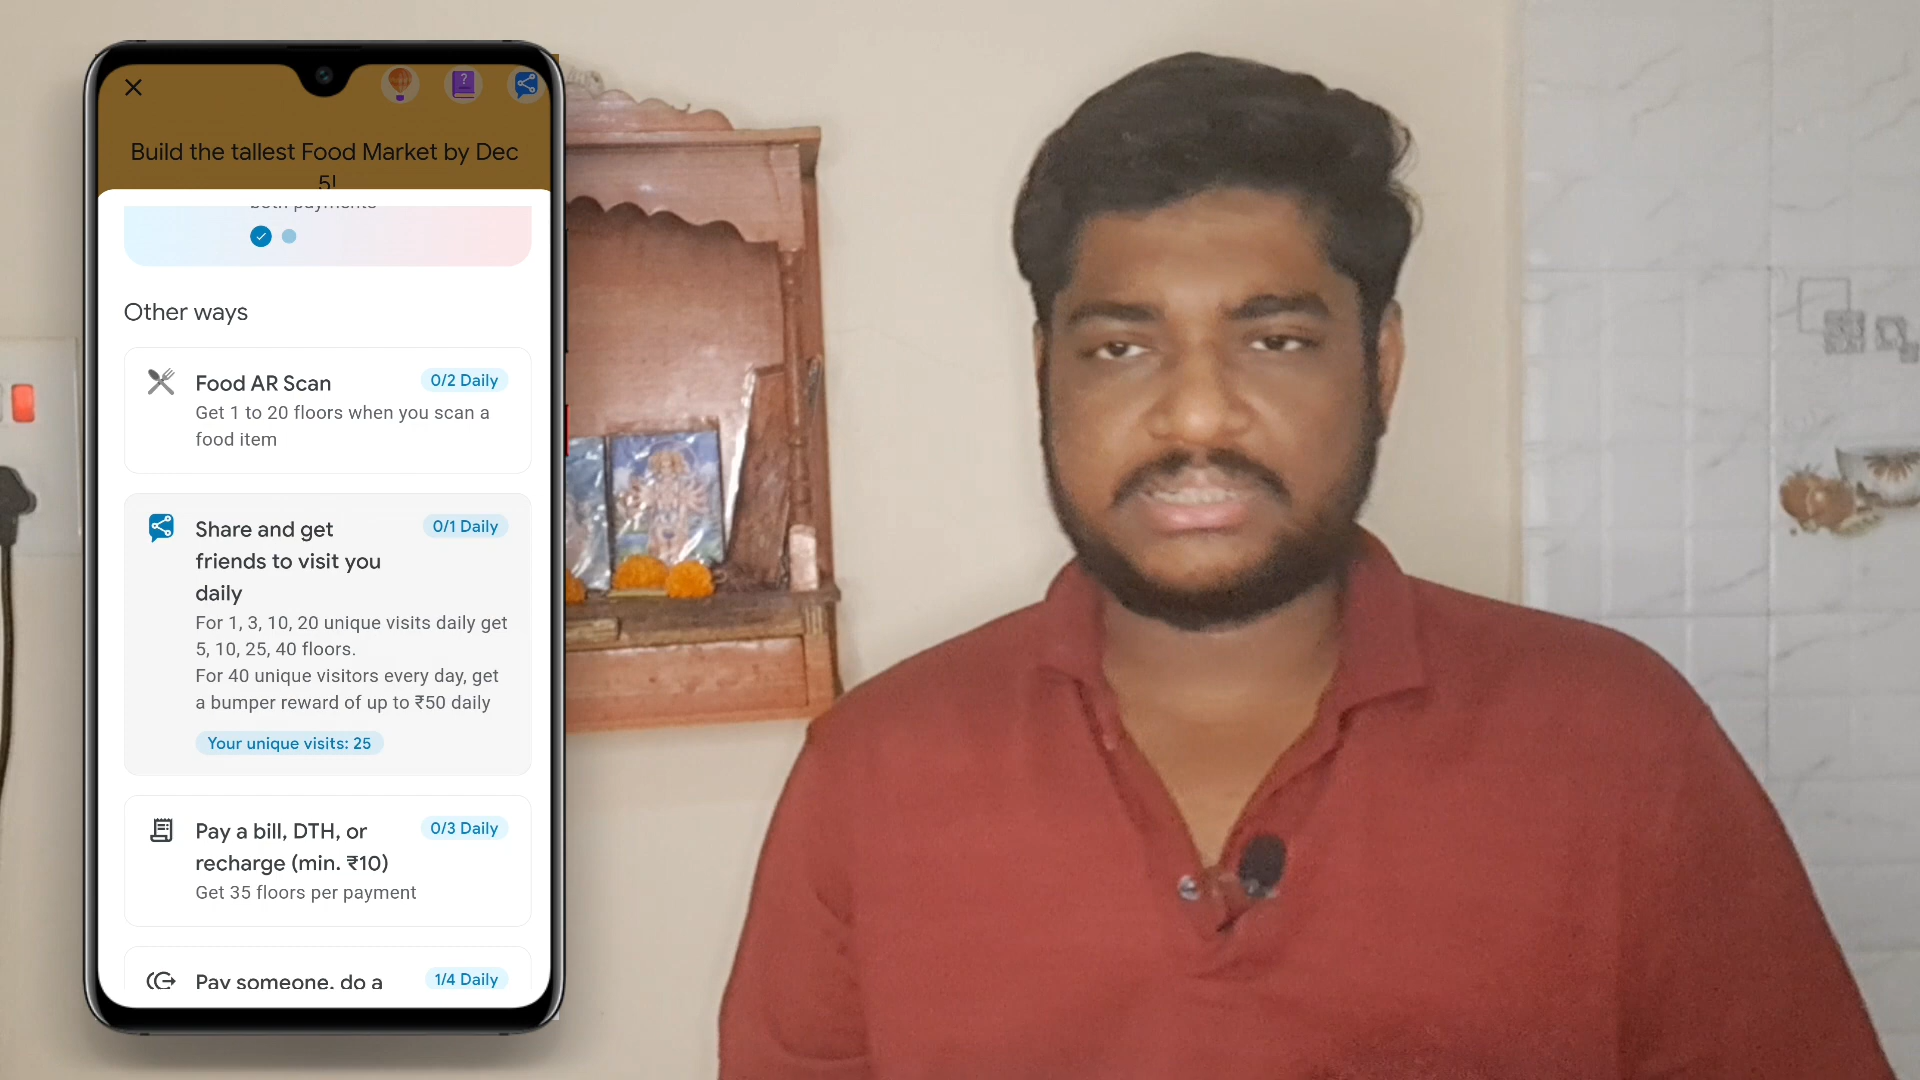 Build the tallest Food Market by Dec
5!
both payments
Other ways
Food AR Scan
0/2 Daily
Get 1 to 20 floors when you scan a
food item
Share and get
0/1 Daily
friends to visit you
daily
For 1, 3, 10, 20 unique visits daily get
5, 10, 25, 40 floors.
For 40 unique visitors every day, get
a bumper reward of up to ₹50 daily
Your unique visits: 25
Pay a bill, DTH, or
0/3 Daily
recharge (min. ₹10)
Get 35 floors per payment
Pay someone, do a
1/4 Daily